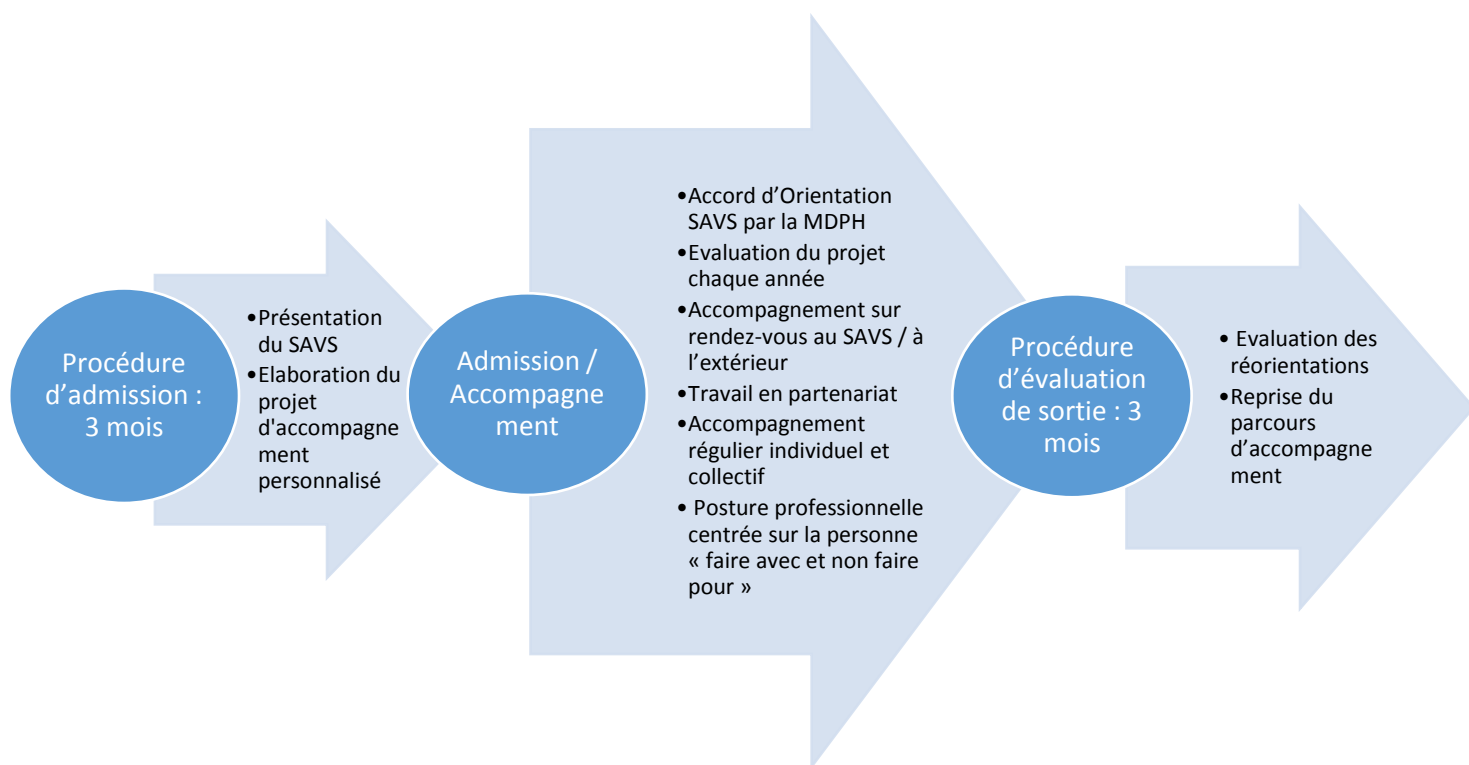 Procédure
d’admission :
3 mois
•Présentation
du SAVS
•Elaboration du
projet
d'accompagne
ment
personnalisé
Admission /
Accompagne
ment
•Accord d’Orientation
SAVS par la MDPH
•Evaluation du projet
chaque année
•Accompagnement sur
rendez-vous au SAVS / à
l’extérieur
•Travail en partenariat
•Accompagnement
régulier individuel et
collectif
• Posture professionnelle
centrée sur la personne
« faire avec et non faire
pour »
Procédure
d’évaluation
de sortie : 3
mois
• Evaluation des
réorientations
•Reprise du
parcours
d’accompagne
ment